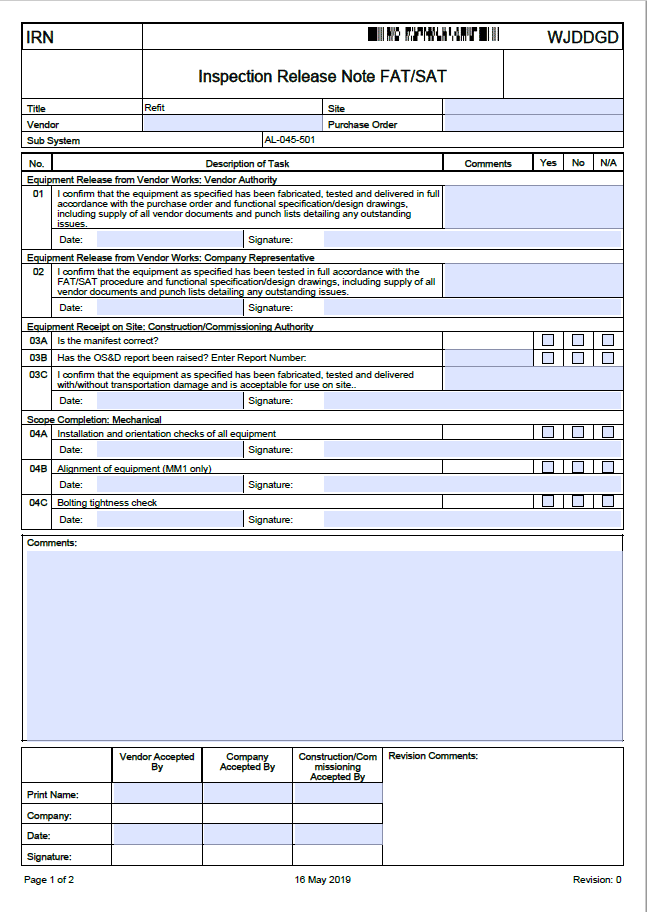 IRN WJDDGD
Inspection Release Note FAT/SAT
Title Refit Site
Vendor Purchase Order
Sub System AL-045-501
No. Description of Task Comments Yes No N/A
Equipment Release from Vendor Works: Vendor Authority
01 I confirm that the equipment as specified has been fabricated, tested and delivered in full
accordance with the purchase order and functional specification/design drawings,
including supply of all vendor documents and punch lists detailing any outstanding
issues.
Date: Signature:
Equipment Release from Vendor Works: Company Representative
02 I confirm that the equipment as specified has been tested in full accordance with the
FAT/SAT procedure and functional specification/design drawings, including supply of all
vendor documents and punch lists detailing any outstanding issues.
Date: Signature:
Equipment Receipt on Site: Construction/Commissioning Authority
03A Is the manifest correct?
03B Has the OS&D report been raised? Enter Report Number:
03C I confirm that the equipment as specified has been fabricated, tested and delivered
with/without transportation damage and is acceptable for use on site..
Date: Signature:
Scope Completion: Mechanical
04A Installation and orientation checks of all equipment
Date: Signature:
04B Alignment of equipment (MM1 only)
Date: Signature:
04C Bolting tightness check
Date: Signature:
Comments:
Vendor Accepted
By
Company
Accepted By
Construction/Com
missioning
Accepted By
Revision Comments:
Print Name:
Company:
Date:
Signature:
Page 1 of 2 16 May 2019 Revision: 0